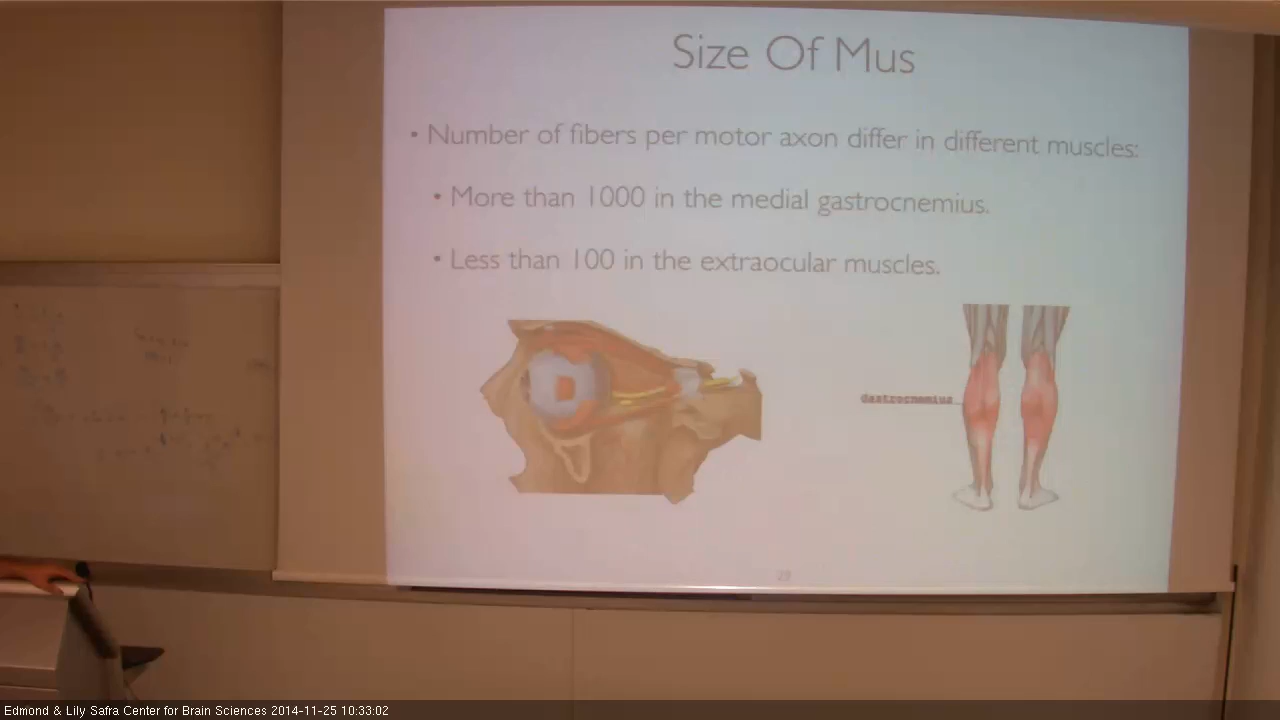 Size Of Mus
• Number of fibers per motor axon differ in different muscles:
• More than 1000 in the medial gastrocnemius.
• Less than 100 in the extraocular muscles.
Gastrocnemius
Edmond & Lily Safra Center for Brain Sciences 2014-11-25 10:33:02